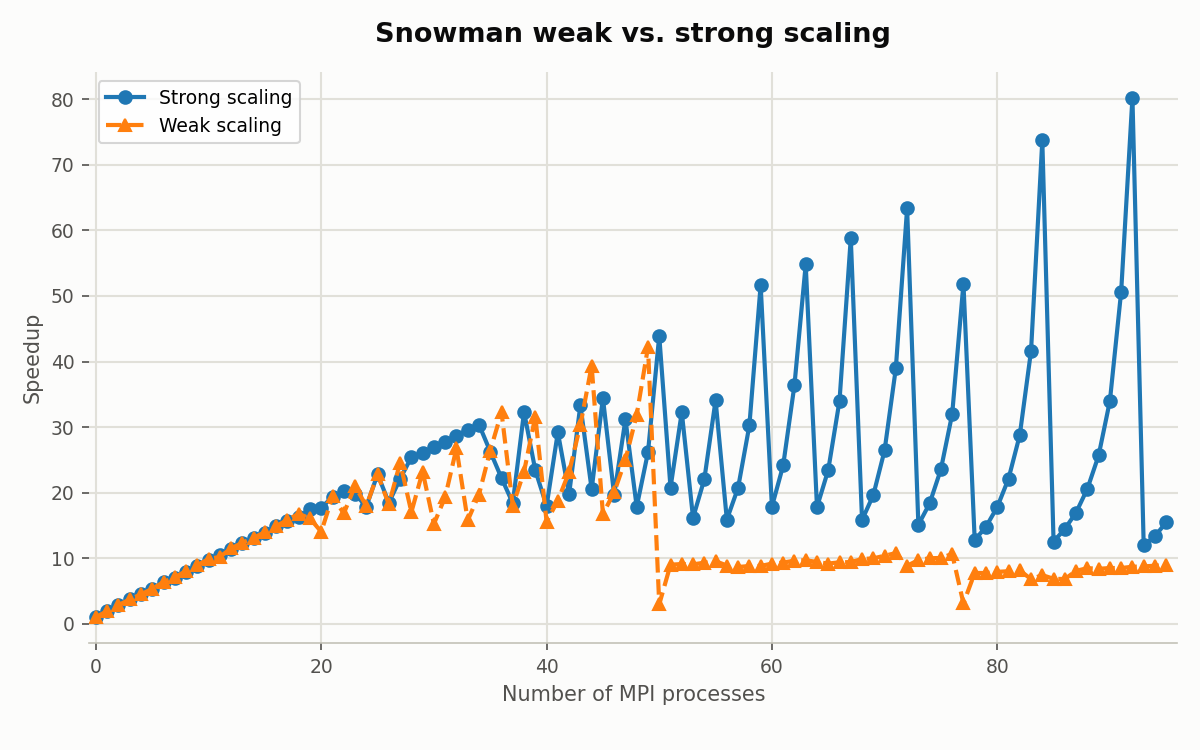 Snowman weak vs. strong scaling
Strong scaling
Weak scaling
Speedup
80
70
60
50
40
30
20
10
0
0 20 40 60 80
Number of MPI processes